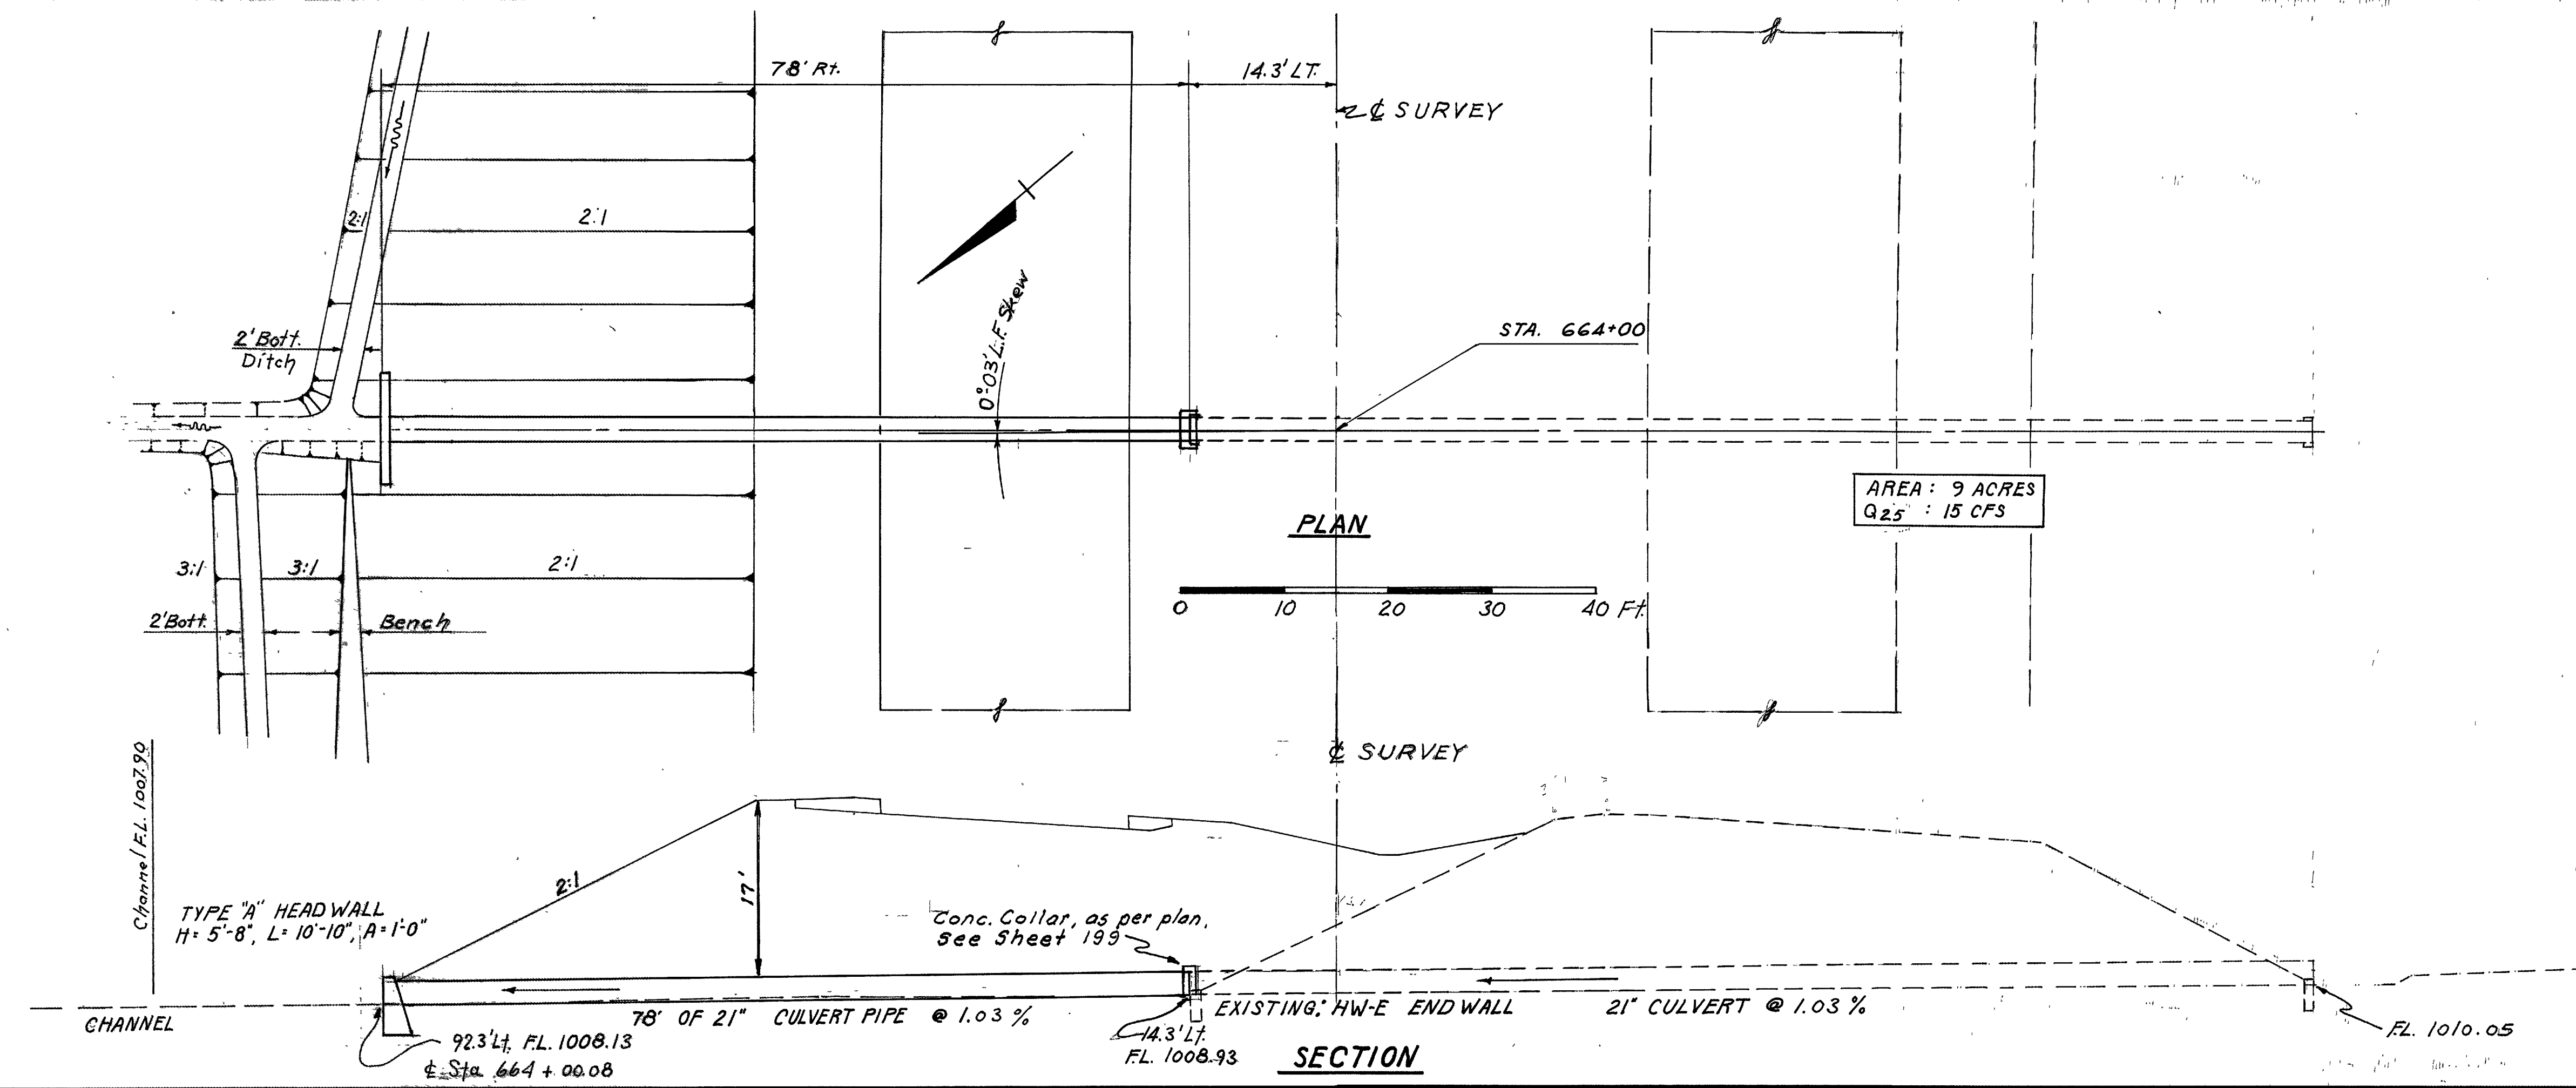 78' Rt.
14.3' LT.
℄ SURVEY
2:1
2:1
0°-03' L.F. Skew
STA. 664+00
2' Bott.
Ditch
AREA : 9 ACRES
Q25 : 15 CFS
PLAN
3:1
3:1
2:1
0 10 20 30 40 Ft.
2' Bott.
Bench
℄ SURVEY
Channel F.L. 1007.90
2:1
17'
TYPE "A" HEADWALL
H= 5'-8", L= 10'-10", A= 1'-0"
Conc. Collar, as per plan,
see Sheet 199
CHANNEL
78' OF 21" CULVERT PIPE @ 1.03 %
EXISTING: HW-E ENDWALL
21" CULVERT @ 1.03 %
92.3' Lt. F.L. 1008.13
℄ Sta 664 + 00.08
14.3' Lt.
F.L. 1008.93
F.L. 1010.05
SECTION